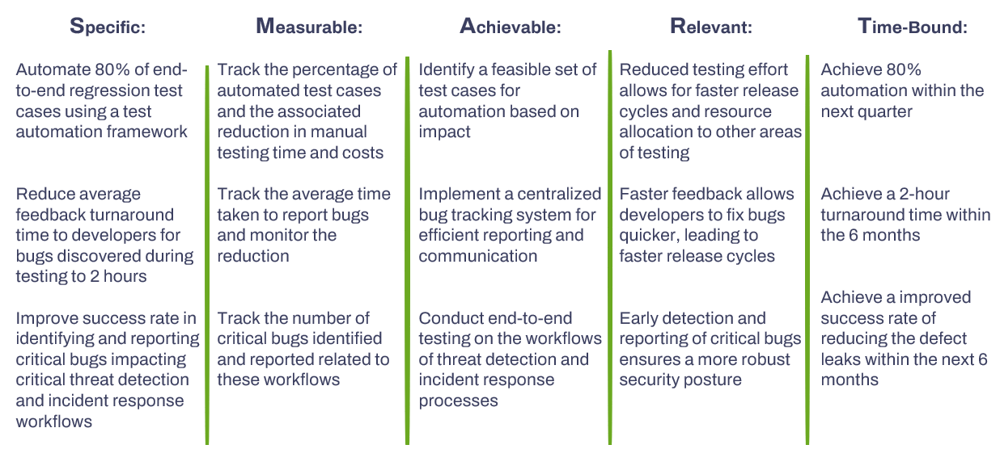 Specific:
Automate 80% of end-
to-end regression test
cases using a test
automation framework
Reduce average
feedback turnaround
time to developers for
bugs discovered during
testing to 2 hours
Improve success rate in
identifying and reporting
critical bugs impacting
critical threat detection
and incident response
workflows
Measurable:
Track the percentage of
automated test cases
and the associated
reduction in manual
testing time and costs
Track the average time
taken to report bugs
and monitor the
reduction
Track the number of
critical bugs identified
and reported related to
these workflows
Achievable:
Identify a feasible set of
test cases for
automation based on
impact
Implement a centralized
bug tracking system for
efficient reporting and
communication
Conduct end-to-end
testing on the workflows
of threat detection and
incident response
processes
Relevant:
Reduced testing effort
allows for faster release
cycles and resource
allocation to other areas
of testing
Faster feedback allows
developers to fix bugs
quicker, leading to
faster release cycles
Early detection and
reporting of critical bugs
ensures a more robust
security posture
Time-Bound:
Achieve 80%
automation within the
next quarter
Achieve a 2-hour
turnaround time within
the 6 months
Achieve a improved
success rate of
reducing the defect
leaks within the next 6
months